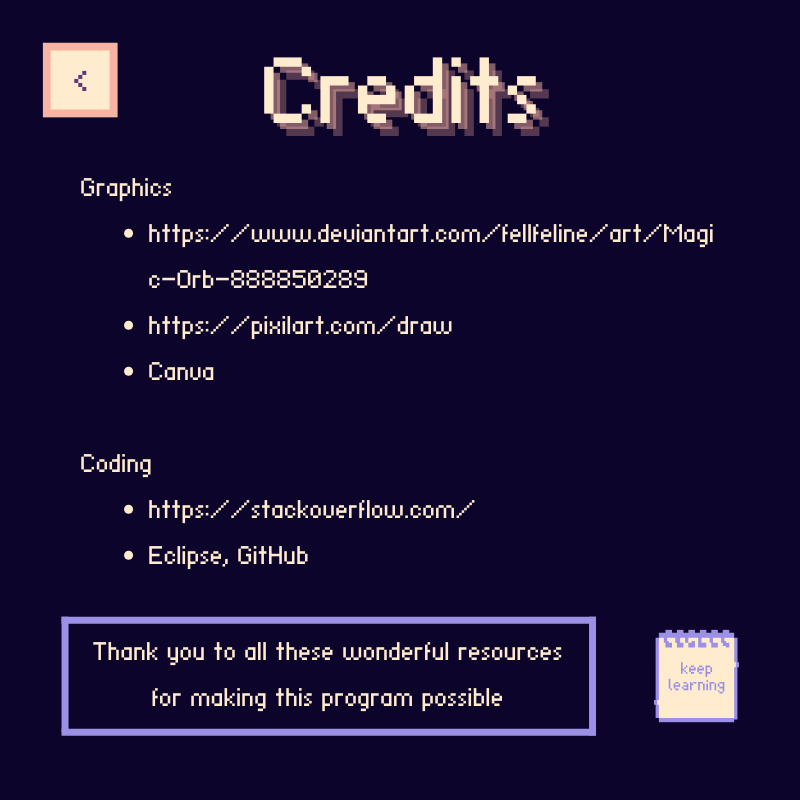 <
Credits
Graphics
• https://www.deviantart.com/fellfeline/art/Magi
c-Orb-888850289
• https://pixilart.com/draw
• Canva
Coding
• https://stackoverflow.com/
• Eclipse, GitHub
Thank you to all these wonderful resources
for making this program possible
keep
learning